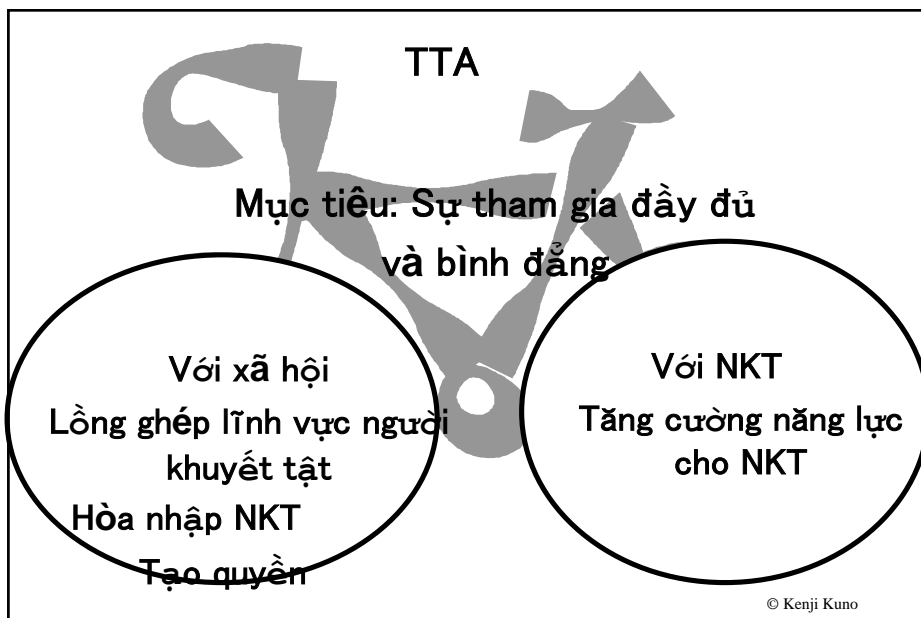 TTA
Mục tiêu: Sự tham gia đầy đủ
và bình đẳng
Với xã hội
Lồng ghép lĩnh vực người
khuyết tật
Hòa nhập NKT
Tạo quyền
Với NKT
Tăng cường năng lực
cho NKT
© Kenji Kuno